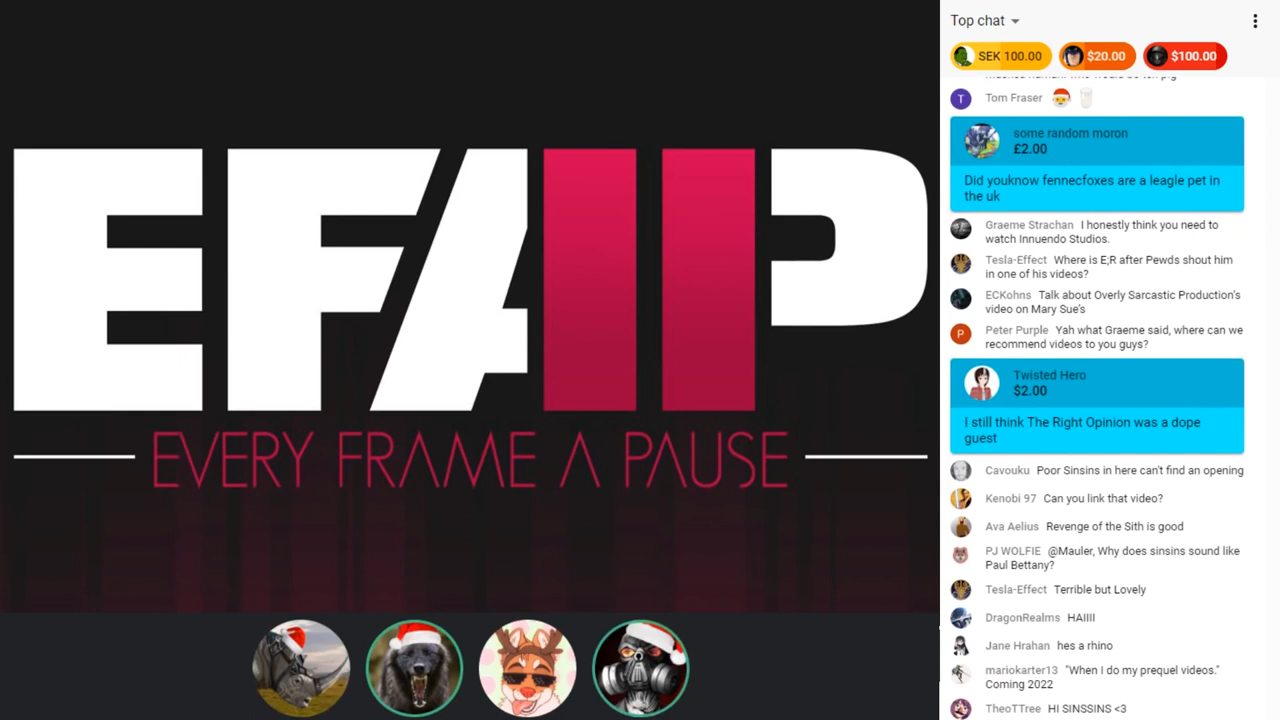 EFAP
EVERY FRAME A PAUSE
Top chat
SEK 100.00
$20.00
$100.00
T
Tom Fraser
some random moron
£2.00
Did youknow fennecfoxes are a leagle pet in
the uk
Graeme Strachan I honestly think you need to
watch Innuendo Studios.
Tesla-Effect Where is E;R after Pewds shout him
in one of his videos?
ECKohns Talk about Overly Sarcastic Production's
video on Mary Sue's
P
Peter Purple Yah what Graeme said, where can we
recommend videos to you guys?
Twisted Hero
$2.00
I still think The Right Opinion was a dope
guest
Cavouku Poor Sinsins in here can't find an opening
Kenobi 97 Can you link that video?
Ava Aelius Revenge of the Sith is good
PJ WOLFIE @Mauler, Why does sinsins sound like
Paul Bettany?
Tesla-Effect Terrible but Lovely
DragonRealms HAIIII
Jane Hrahan hes a rhino
mariokarter13 "When I do my prequel videos."
Coming 2022
TheoTTree HI SINSSINS <3